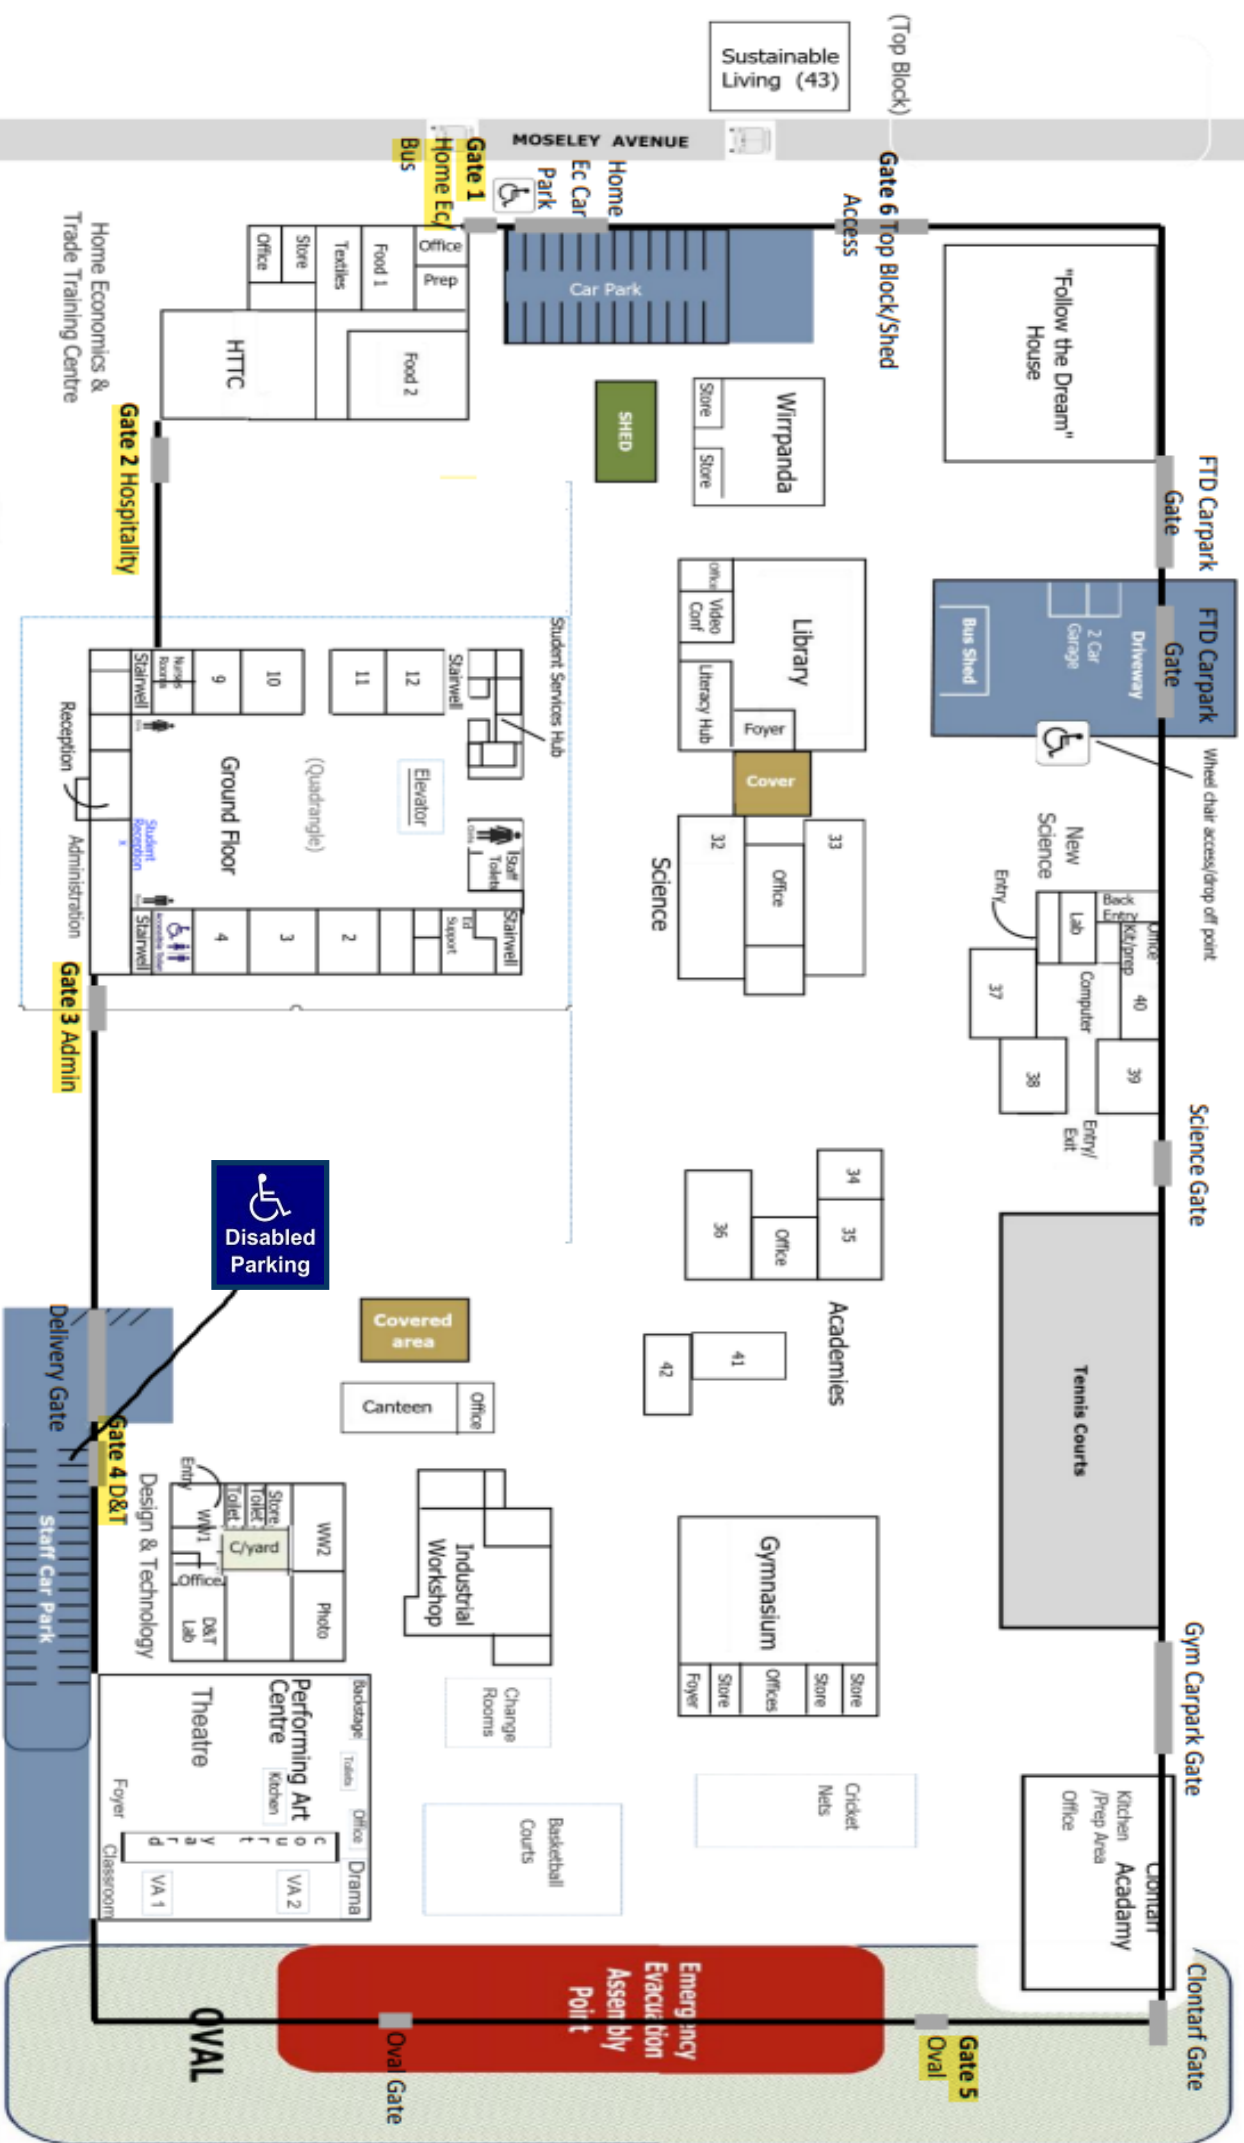 Sustainable
Living (43)
(Top Block)
MOSELEY AVENUE
Gate 1
Home Ec/
Bus
Home
Ec Car
Park
Gate 6 Top Block/Shed
Access
Home Economics &
Trade Training Centre
Office
Store
Textiles
Food 1
Office
Prep
HTTC
Food 2
Car Park
"Follow the Dream"
House
SHED
Wirrpanda
Store
Store
Gate 2 Hospitality
FTD Carpark
Gate
FTD Carpark
Gate
Driveway
2 Car
Garage
Bus Shed
Wheel chair access/drop off point
Library
Office
Video
Conf
Literacy Hub
Foyer
Cover
Student Services Hub
Stairwell
Nurses
Rooms
9
10
11
12
Stairwell
Reception
Ground Floor
(Quadrangle)
Elevator
Student
Reception
x
Administration
Staff
Toilets
Stairwell
4
3
2
Ed
Support
Stairwell
Gate 3 Admin
Science
32
33
Office
New
Science
Entry
Back
Entry
Office
Kit/prep
Lab
Computer
37
40
38
39
Entry/
Exit
Science Gate
34
35
36
Office
Academies
41
42
Tennis Courts
Disabled
Parking
Covered
area
Canteen
Office
Delivery Gate
Gate 4 D&T
Staff Car Park
Design & Technology
Entry
WW1
Toilet
Toilet
Store
WW2
C/yard
Office
D&T
Lab
Photo
Industrial
Workshop
Gymnasium
Foyer
Store
Offices
Store
Store
Gym Carpark Gate
Change
Rooms
Cricket
Nets
Basketball
Courts
Performing Art
Centre
Theatre
Backstage
Toilets
Kitchen
Office
Foyer
courtyard
Drama
Classroom
VA 1
VA 2
Kitchen
/Prep Area
Office
Clontarf
Acadamy
Clontarf Gate
Emergency
Evacuation
Assembly
Point
OVAL
Oval Gate
Gate 5
Oval